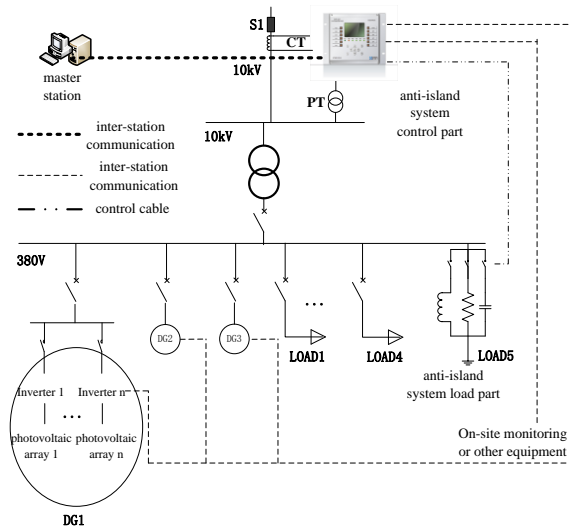 S1
CT
10kV
master
station
PT
anti-island
system
control part
inter-station
communication
10kV
inter-station
communication
control cable
380V
DG2
DG3
...
LOAD1
LOAD4
LOAD5
anti-island
system load part
Inverter 1
Inverter n
...
photovoltaic
array 1
photovoltaic
array n
On-site monitoring
or other equipment
DG1